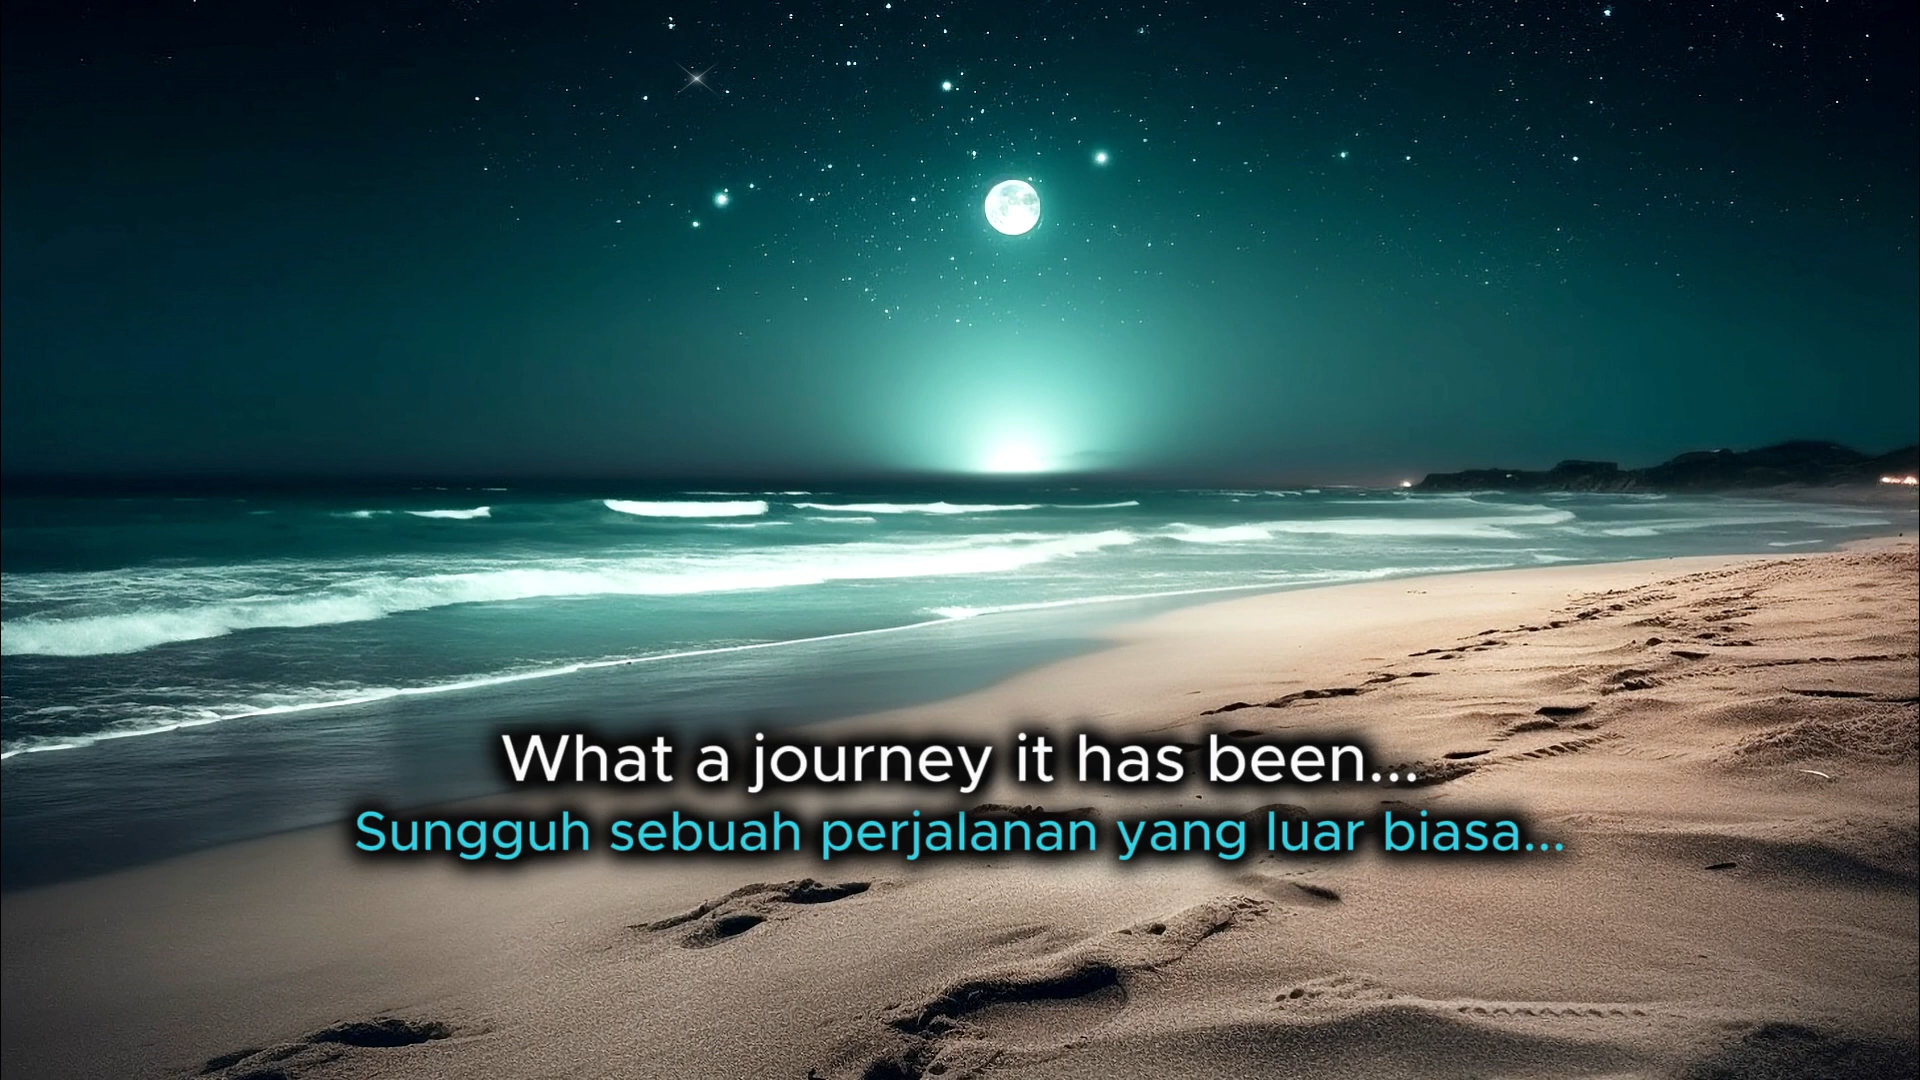 What a journey it has been...
Sungguh sebuah perjalanan yang luar biasa...